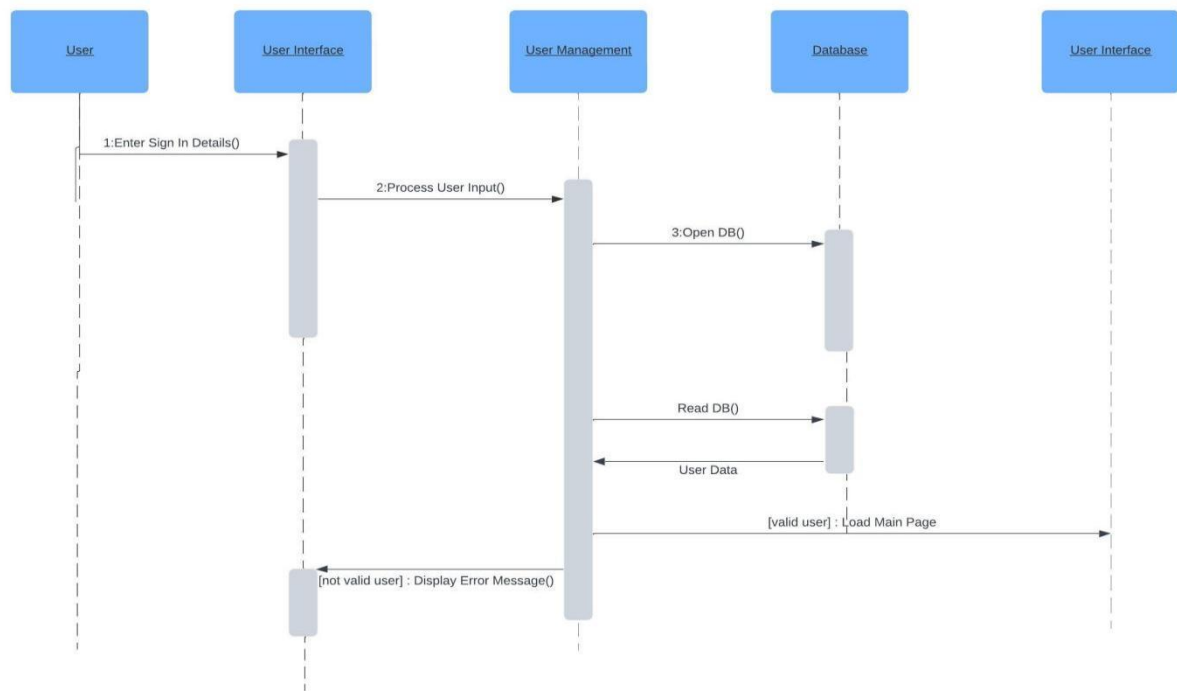 User
User Interface
User Management
Database
User Interface
1:Enter Sign In Details()
2:Process User Input()
3:Open DB()
Read DB()
User Data
[valid user] : Load Main Page
[not valid user] : Display Error Message()